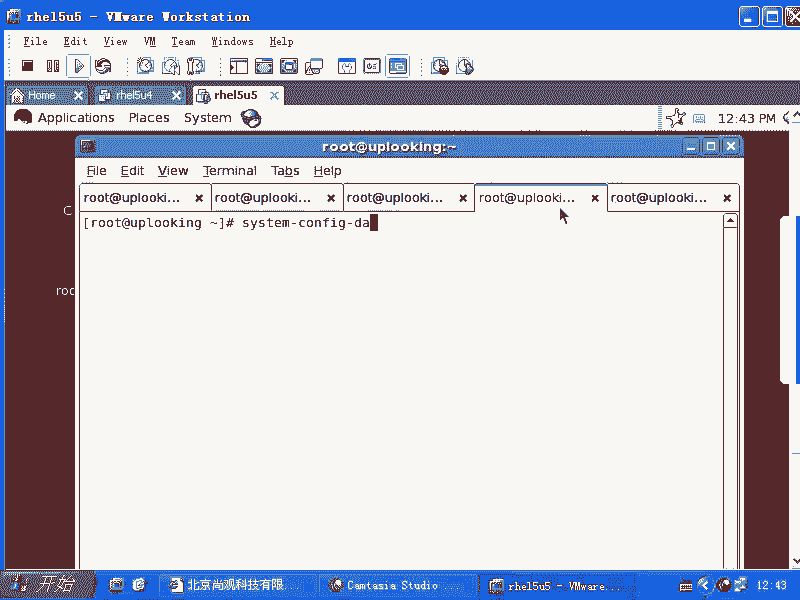 rhel5u5 - VMware Workstation
File Edit View VM Team Windows Help
Home rhel5u4 rhel5u5
Applications Places System 12:43 PM
root@uplooking:~
File Edit View Terminal Tabs Help
root@uplooki... root@uplooki... root@uplooki... root@uplooki... root@uplooki...
[root@uplooking ~]# system-config-da
C
roo
开始 北京尚观科技有限... Camtasia Studio rhel5u5 - VMware... 12:43